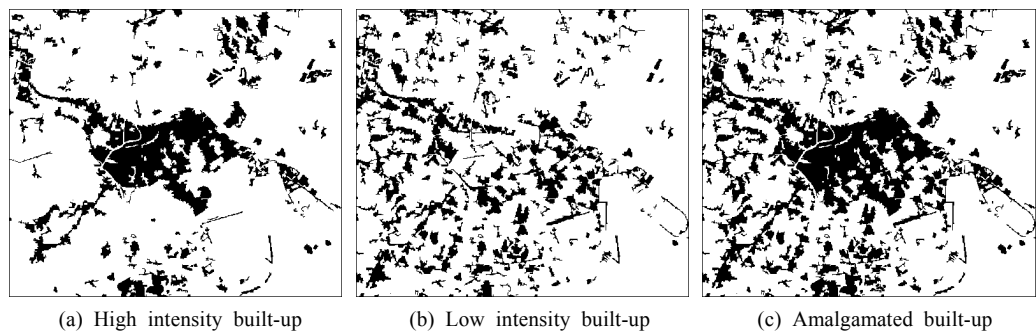 (a) High intensity built-up
(b) Low intensity built-up
(c) Amalgamated built-up